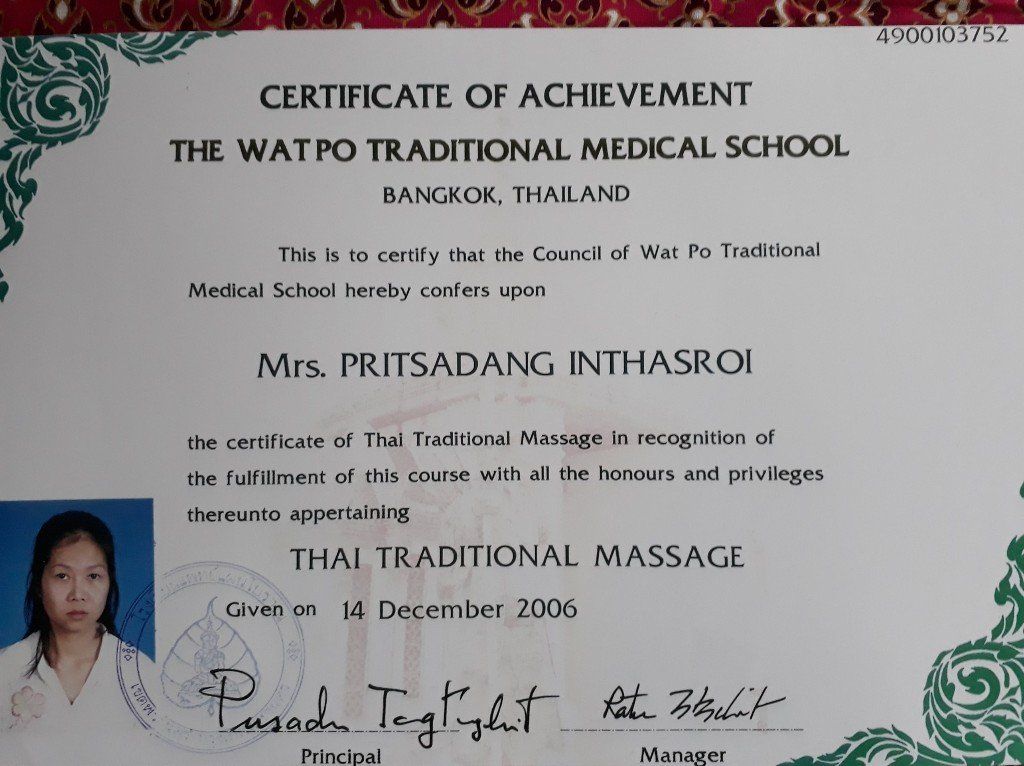 4900103752
CERTIFICATE OF ACHIEVEMENT
THE WAT PO TRADITIONAL MEDICAL SCHOOL
BANGKOK, THAILAND
This is to certify that the Council of Wat Po Traditional
Medical School hereby confers upon
Mrs. PRITSADANG INTHASROI
the certificate of Thai Traditional Massage in recognition of
the fulfillment of this course with all the honours and privileges
thereunto appertaining
THAI TRADITIONAL MASSAGE
Given on 14 December 2006
Principal
Manager